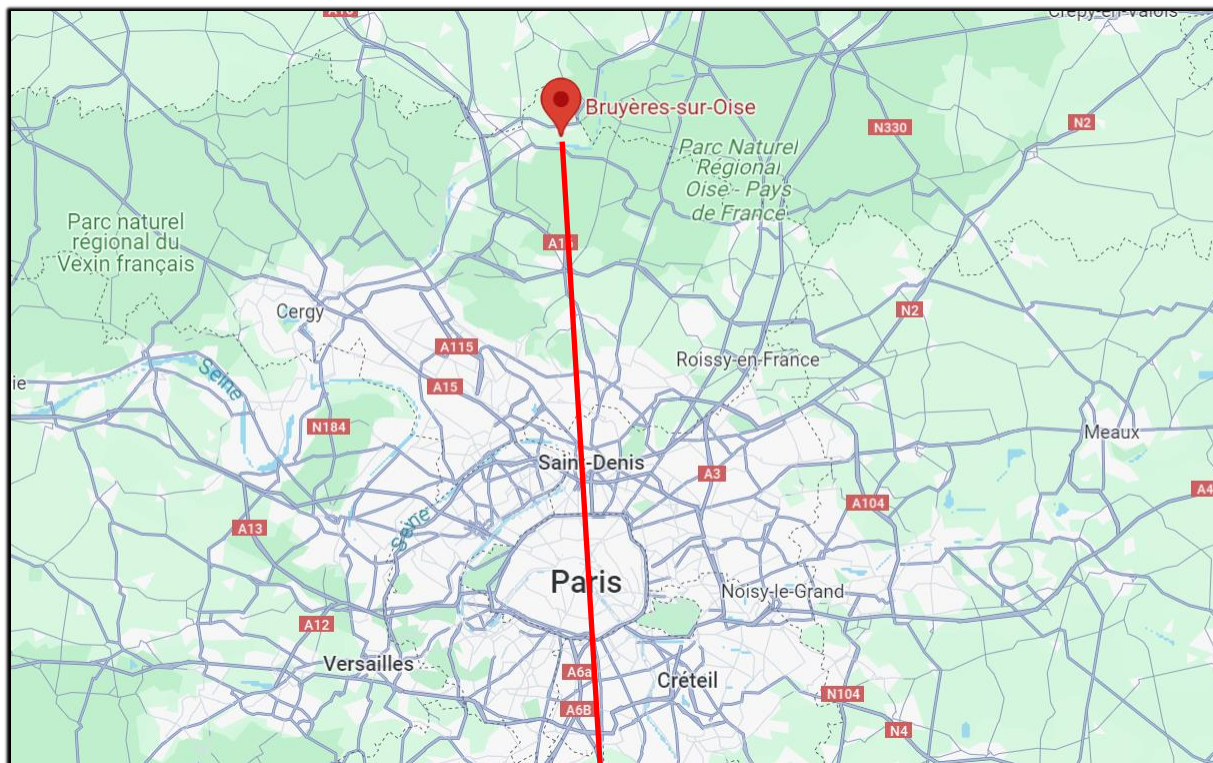 Crépy-en-Valois
Bruyères-sur-Oise
N330
N2
Parc Naturel
Régional
Oise - Pays
de France
Parc naturel
régional du
Vexin français
Cergy
N2
A115
Roissy-en-France
A15
Seine
N184
Meaux
Saint-Denis
A3
A4
A104
A13
Seine
Paris
Noisy-le-Grand
A12
Versailles
A6a
Créteil
N104
A6B
N4